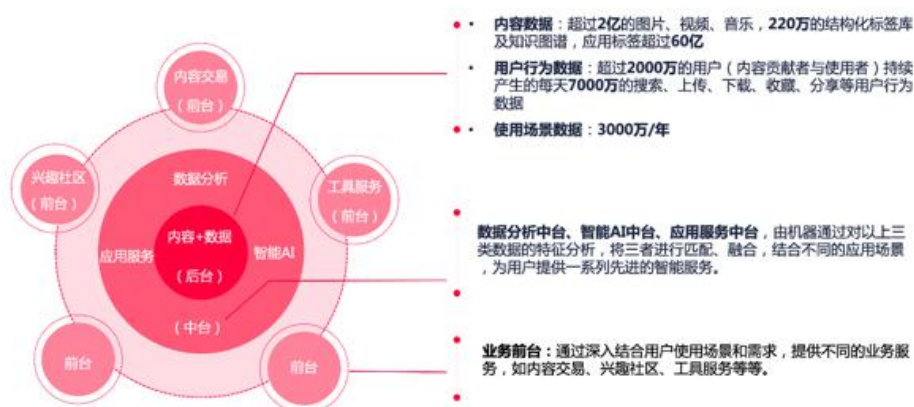 内容交易
（前台）
兴趣社区
（前台）
工具服务
（前台）
数据分析
应用服务
内容+数据
（后台）
智能AI
（中台）
前台
前台
• 内容数据：超过2亿的图片、视频、音乐，220万的结构化标签库
及知识图谱，应用标签超过60亿
• 用户行为数据：超过2000万的用户（内容贡献者与使用者）持续
产生的每天7000万的搜索、上传、下载、收藏、分享等用户行为
数据
• 使用场景数据：3000万/年
数据分析中台、智能AI中台、应用服务中台，由机器通过对以上三
类数据的特征分析，将三者进行匹配、融合，结合不同的应用场景
，为用户提供一系列先进的智能服务。
业务前台：通过深入结合用户使用场景和需求，提供不同的业务服
务，如内容交易、兴趣社区、工具服务等等。